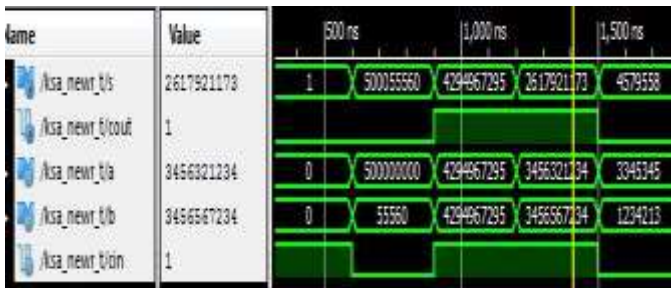 Name Value 500 ns 1,000 ns 1,500 ns
/ksa_newr_t/s 2617921173 1 500055560 4294967295 2617921173 4579558
/ksa_newr_t/cout 1
/ksa_newr_t/a 3456321234 0 500000000 4294967295 3456321234 3345345
/ksa_newr_t/b 3456567234 0 55560 4294967295 3456567234 1234213
/ksa_newr_t/cin 1